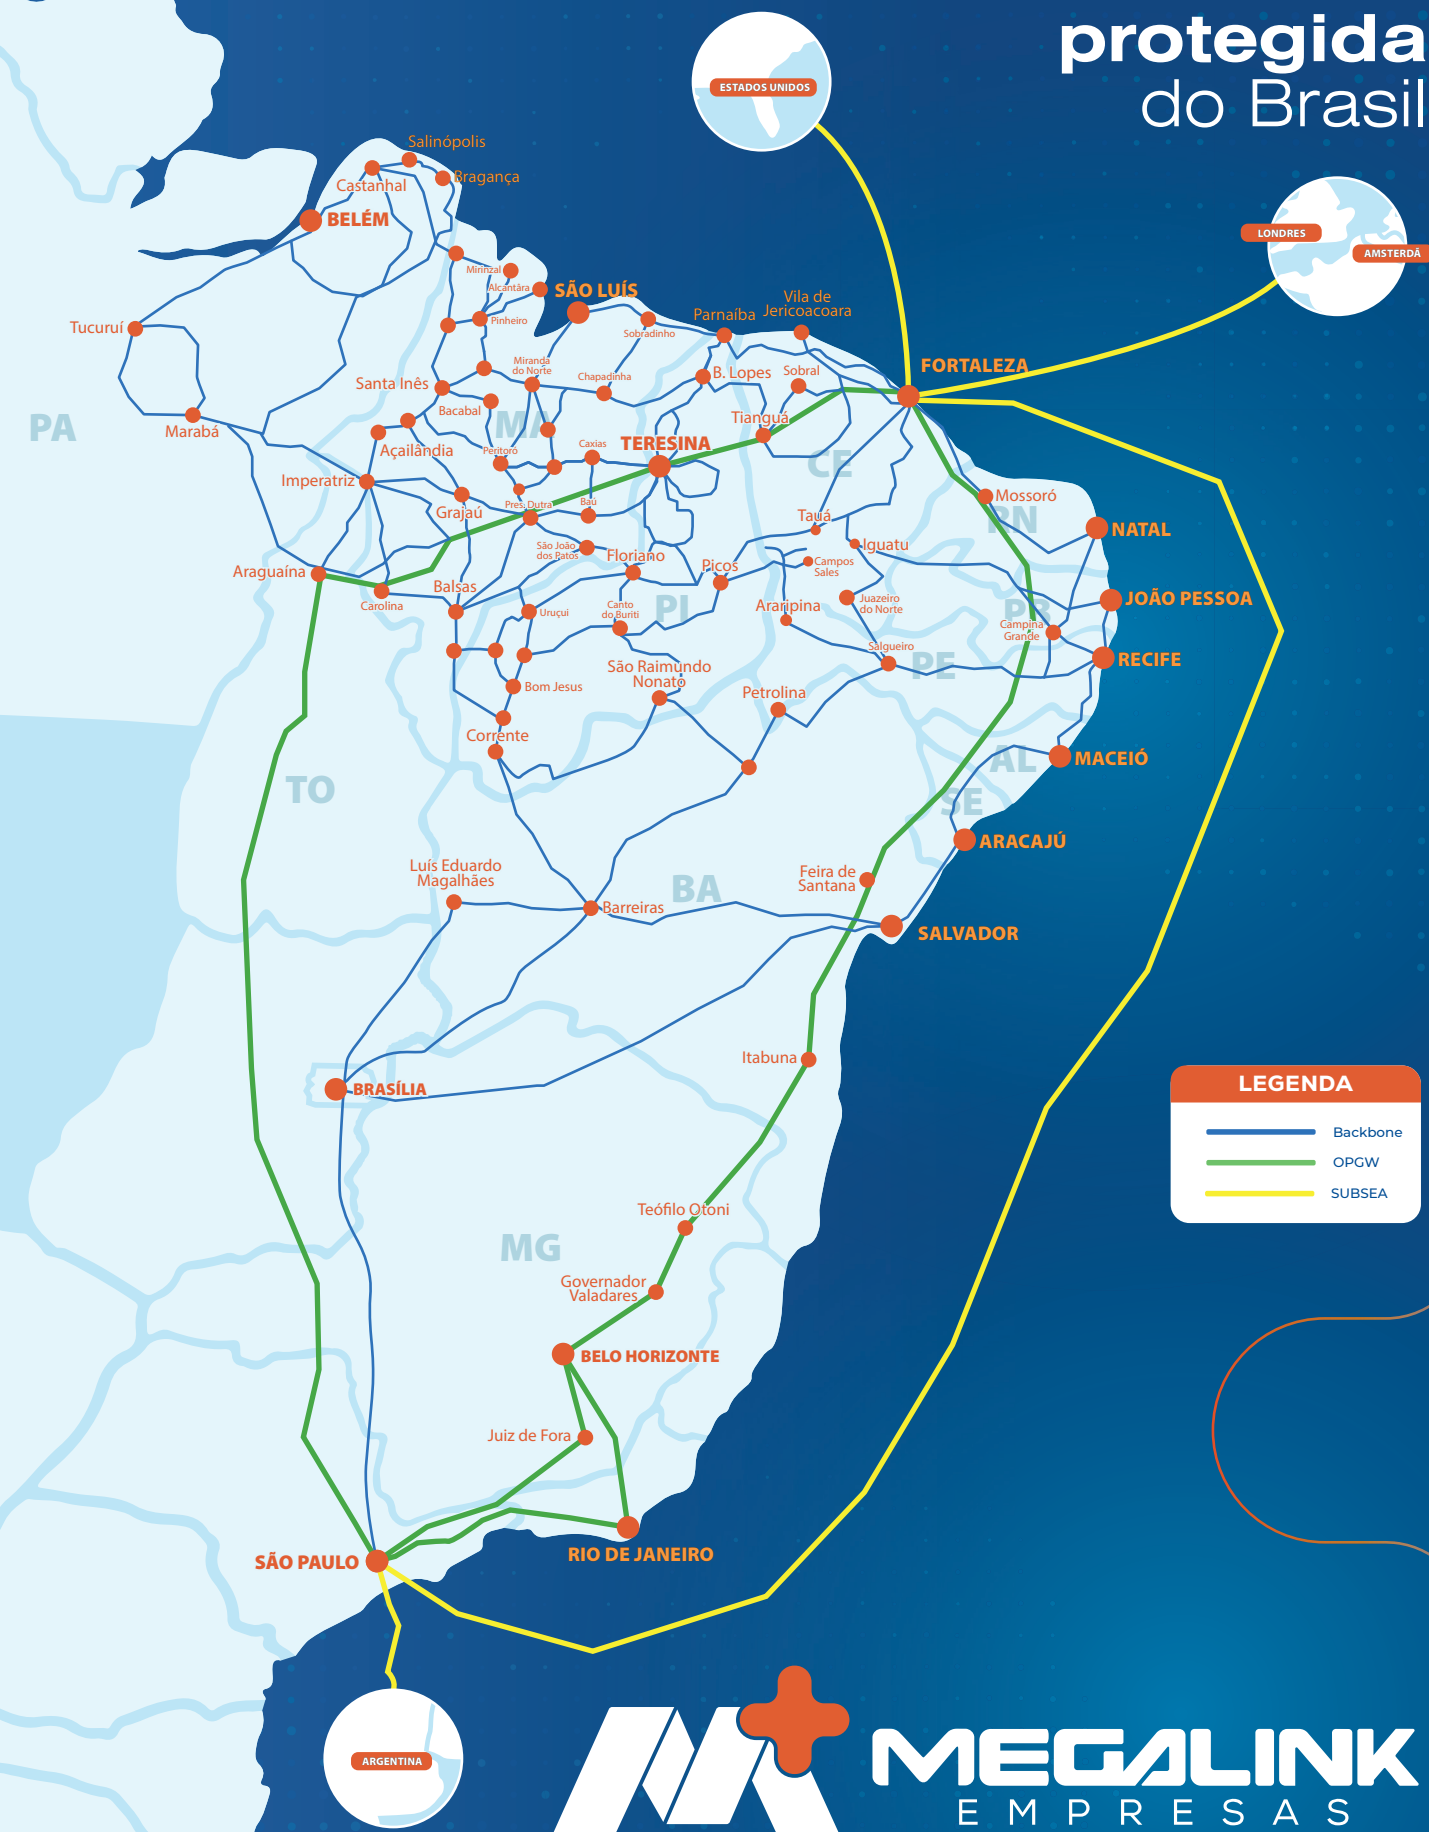 protegida
do Brasil
ESTADOS UNIDOS
LONDRES
AMSTERDÃ
Salinópolis
Castanhal
Bragança
BELÉM
Mirinzal
Alcantâra
SÃO LUÍS
Pinheiro
Sobradinho
Parnaíba
Vila de
Jericoacoara
Tucuruí
FORTALEZA
Miranda
do Norte
Santa Inês
Chapadinha
B. Lopes
Sobral
Bacabal
MA
Tianguá
PA
Marabá
Açailândia
Peritoró
Caxias
TERESINA
CE
Imperatriz
Grajaú
Pres. Dutra
Baú
Mossoró
RN
NATAL
Tauá
Iguatu
São João
dos Patos
Floriano
Picos
Campos
Sales
Araguaína
Carolina
Balsas
Uruçui
Canto
do Buriti
PI
Araripina
Juazeiro
do Norte
PB
JOÃO PESSOA
Campina
Grande
Salgueiro
PE
RECIFE
São Raimundo
Nonato
Bom Jesus
Petrolina
Corrente
AL
MACEIÓ
TO
SE
ARACAJÚ
Luís Eduardo
Magalhães
BA
Feira de
Santana
Barreiras
SALVADOR
Itabuna
BRASÍLIA
LEGENDA
Backbone
OPGW
SUBSEA
Teófilo Otoni
MG
Governador
Valadares
BELO HORIZONTE
Juiz de Fora
RIO DE JANEIRO
SÃO PAULO
ARGENTINA
MEGALINK
EMPRESAS